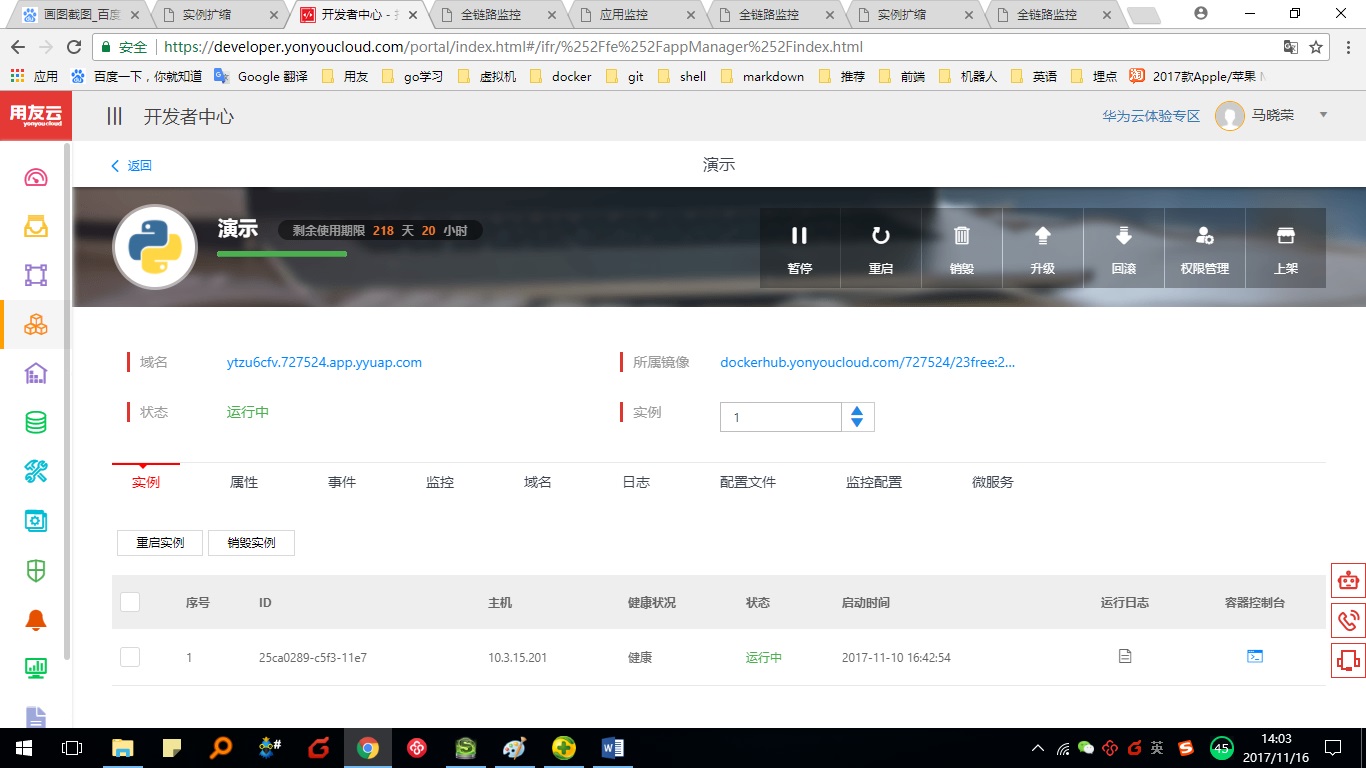 画图截图_百度
实例扩缩
开发者中心 -
全链路监控
应用监控
全链路监控
实例扩缩
全链路监控
安全
https://developer.yonyoucloud.com/portal/index.html#/ifr/%252Ffe%252FappManager%252Findex.html
应用
百度一下，你就知道
Google 翻译
用友
go学习
虚拟机
docker
git
shell
markdown
推荐
前端
机器人
英语
埋点
淘
2017款Apple/苹果
用友云
yonyoucloud
开发者中心
华为云体验专区
马晓荣
返回
演示
演示
剩余使用期限 218 天 20 小时
暂停
重启
销毁
升级
回滚
权限管理
上架
域名
ytzu6cfv.727524.app.yyuap.com
所属镜像
dockerhub.yonyoucloud.com/727524/23free:2...
状态
运行中
实例
1
实例
属性
事件
监控
域名
日志
配置文件
监控配置
微服务
重启实例
销毁实例
序号
ID
主机
健康状况
状态
启动时间
运行日志
容器控制台
1
25ca0289-c5f3-11e7
10.3.15.201
健康
运行中
2017-11-10 16:42:54
英
45
14:03
2017/11/16